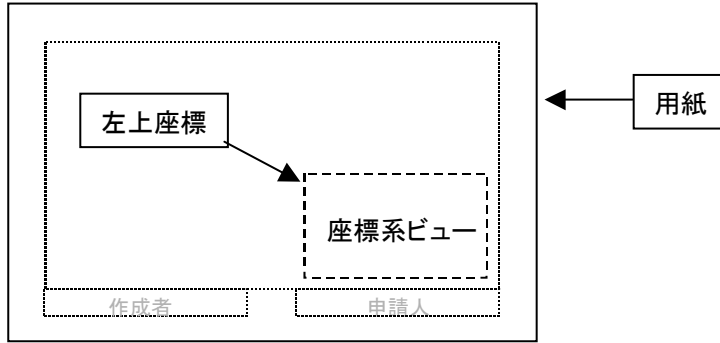 用紙
左上座標
座標系ビュー
作成者
申請人